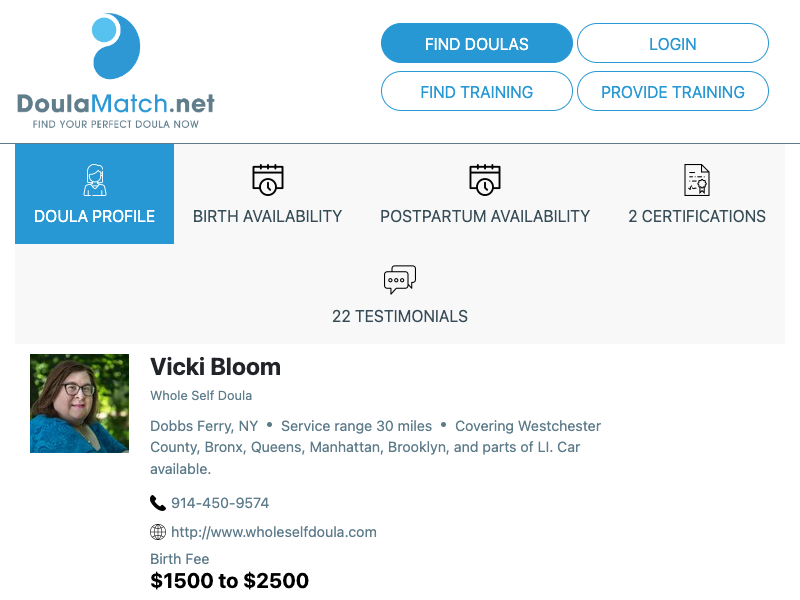 DoulaMatch.net
FIND YOUR PERFECT DOULA NOW
FIND DOULAS
LOGIN
FIND TRAINING
PROVIDE TRAINING
DOULA PROFILE
BIRTH AVAILABILITY
POSTPARTUM AVAILABILITY
2 CERTIFICATIONS
22 TESTIMONIALS
Vicki Bloom
Whole Self Doula
Dobbs Ferry, NY • Service range 30 miles • Covering Westchester
County, Bronx, Queens, Manhattan, Brooklyn, and parts of LI. Car
available.
914-450-9574
http://www.wholeselfdoula.com
Birth Fee
$1500 to $2500